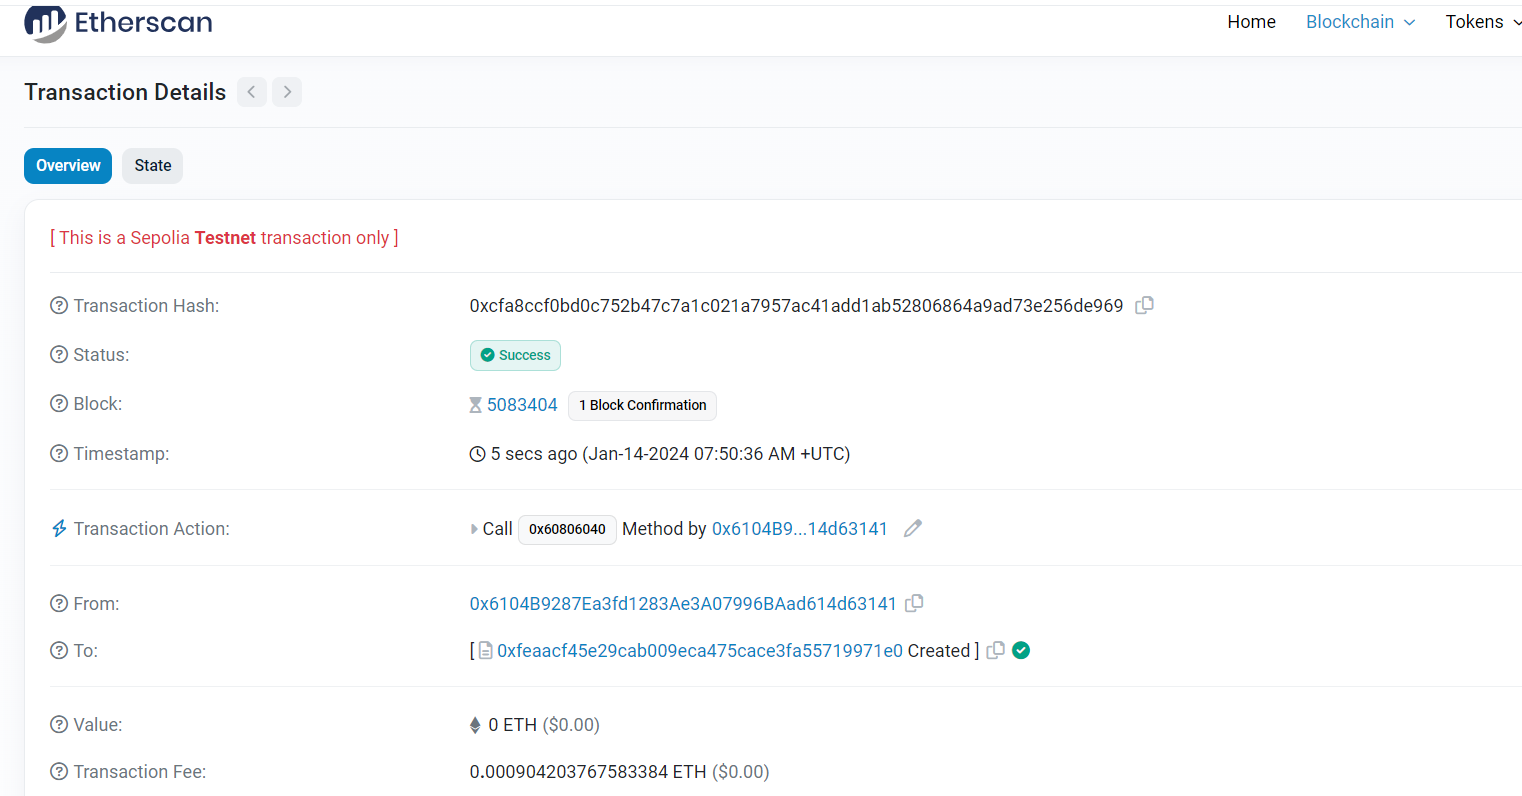 Etherscan
Home Blockchain Tokens
Transaction Details
Overview State
[ This is a Sepolia Testnet transaction only ]
Transaction Hash: 0xcfa8ccf0bd0c752b47c7a1c021a7957ac41add1ab52806864a9ad73e256de969
Status: Success
Block: 5083404 1 Block Confirmation
Timestamp: 5 secs ago (Jan-14-2024 07:50:36 AM +UTC)
Transaction Action: Call 0x60806040 Method by 0x6104B9...14d63141
From: 0x6104B9287Ea3fd1283Ae3A07996BAad614d63141
To: [ 0xfeaacf45e29cab009eca475cace3fa55719971e0 Created ]
Value: 0 ETH ($0.00)
Transaction Fee: 0.000904203767583384 ETH ($0.00)